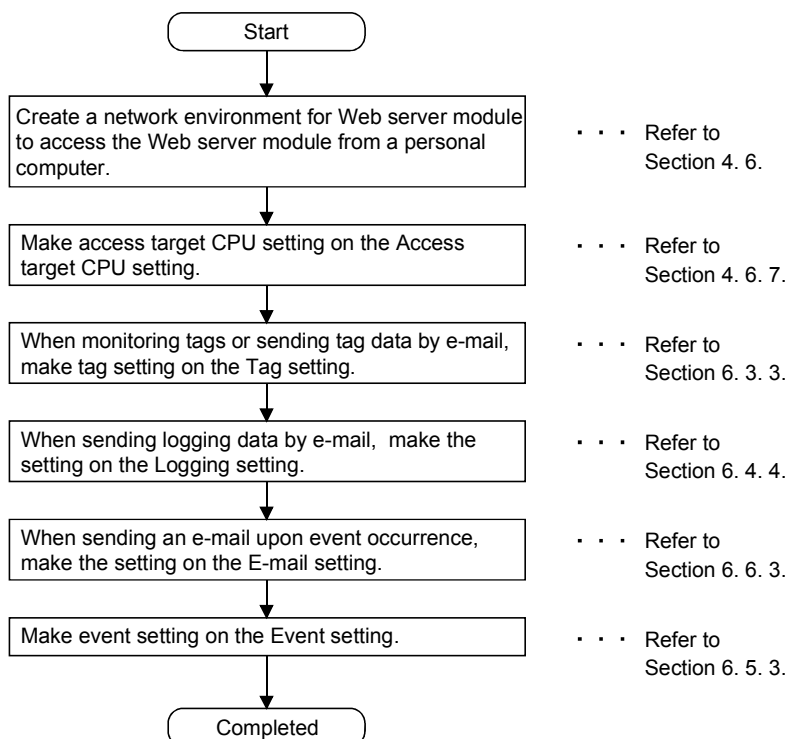 Start
Create a network environment for Web server module
to access the Web server module from a personal
computer.
· · · Refer to
Section 4. 6.
Make access target CPU setting on the Access
target CPU setting.
· · · Refer to
Section 4. 6. 7.
When monitoring tags or sending tag data by e-mail,
make tag setting on the Tag setting.
· · · Refer to
Section 6. 3. 3.
When sending logging data by e-mail, make the
setting on the Logging setting.
· · · Refer to
Section 6. 4. 4.
When sending an e-mail upon event occurrence,
make the setting on the E-mail setting.
· · · Refer to
Section 6. 6. 3.
Make event setting on the Event setting.
· · · Refer to
Section 6. 5. 3.
Completed